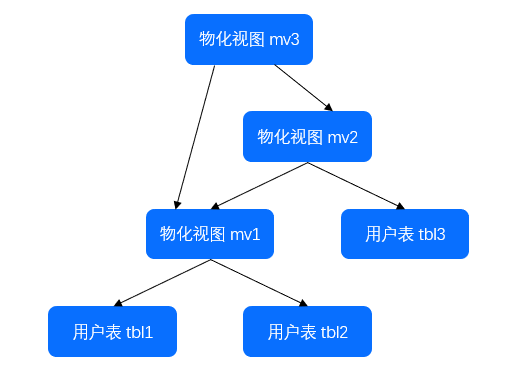 物化视图 mv3
物化视图 mv2
物化视图 mv1
用户表 tbl3
用户表 tbl1
用户表 tbl2